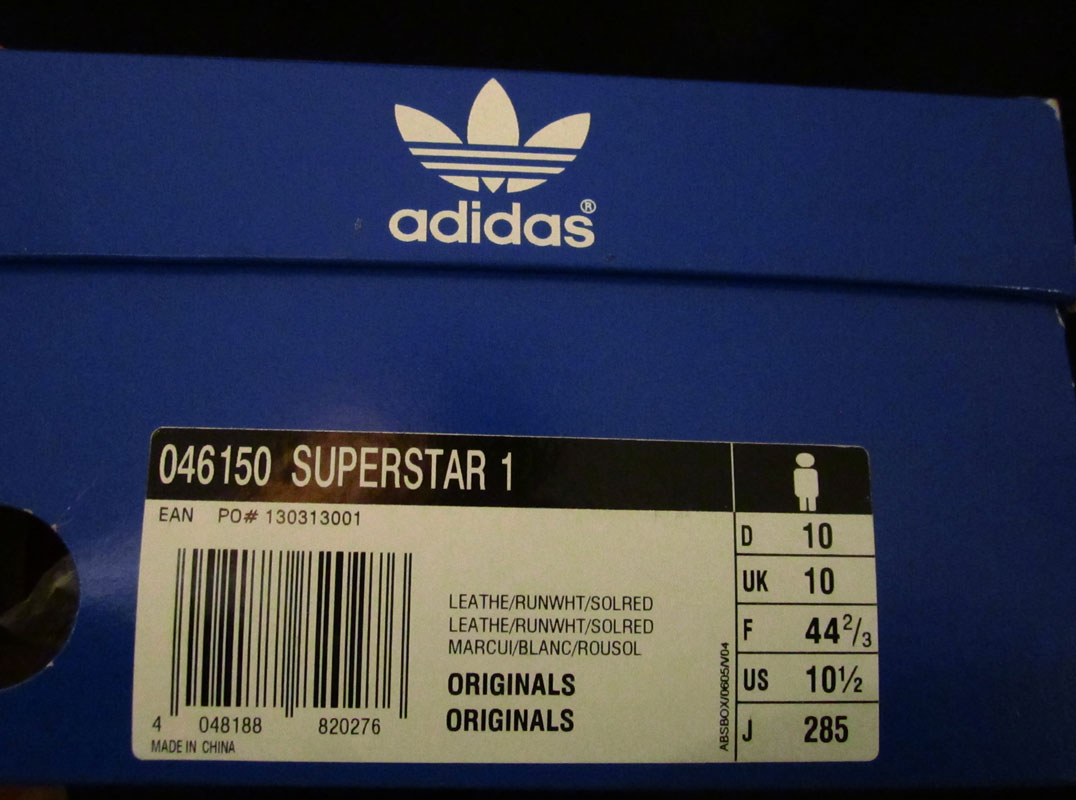 adidas®
046150 SUPERSTAR 1
EAN PO# 130313001
LEATHE/RUNWHT/SOLRED
LEATHE/RUNWHT/SOLRED
MARCUI/BLANC/ROUSOL
ORIGINALS
ORIGINALS
4 048188 820276
MADE IN CHINA
ABSBOX/0605/V04
D 10
UK 10
F 44 2/3
US 10½
J 285